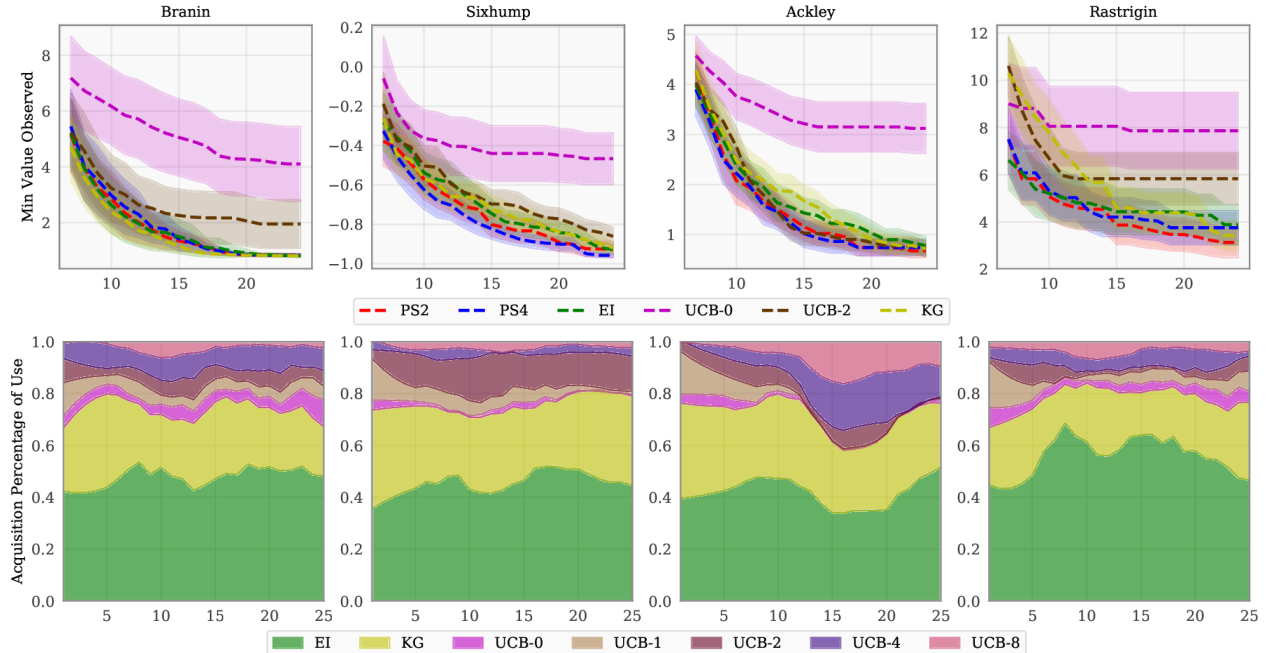 Branin
Sixhump
Ackley
Rastrigin
Min Value Observed
8
6
4
2
10 15 20
0.2
0.0
−0.2
−0.4
−0.6
−0.8
−1.0
10 15 20
5
4
3
2
1
10 15 20
12
10
8
6
4
2
10 15 20
PS2 PS4 EI UCB-0 UCB-2 KG
Acquisition Percentage of Use
1.0
0.8
0.6
0.4
0.2
0.0
5 10 15 20 25
1.0
0.8
0.6
0.4
0.2
0.0
5 10 15 20 25
1.0
0.8
0.6
0.4
0.2
0.0
5 10 15 20 25
1.0
0.8
0.6
0.4
0.2
0.0
5 10 15 20 25
EI KG UCB-0 UCB-1 UCB-2 UCB-4 UCB-8